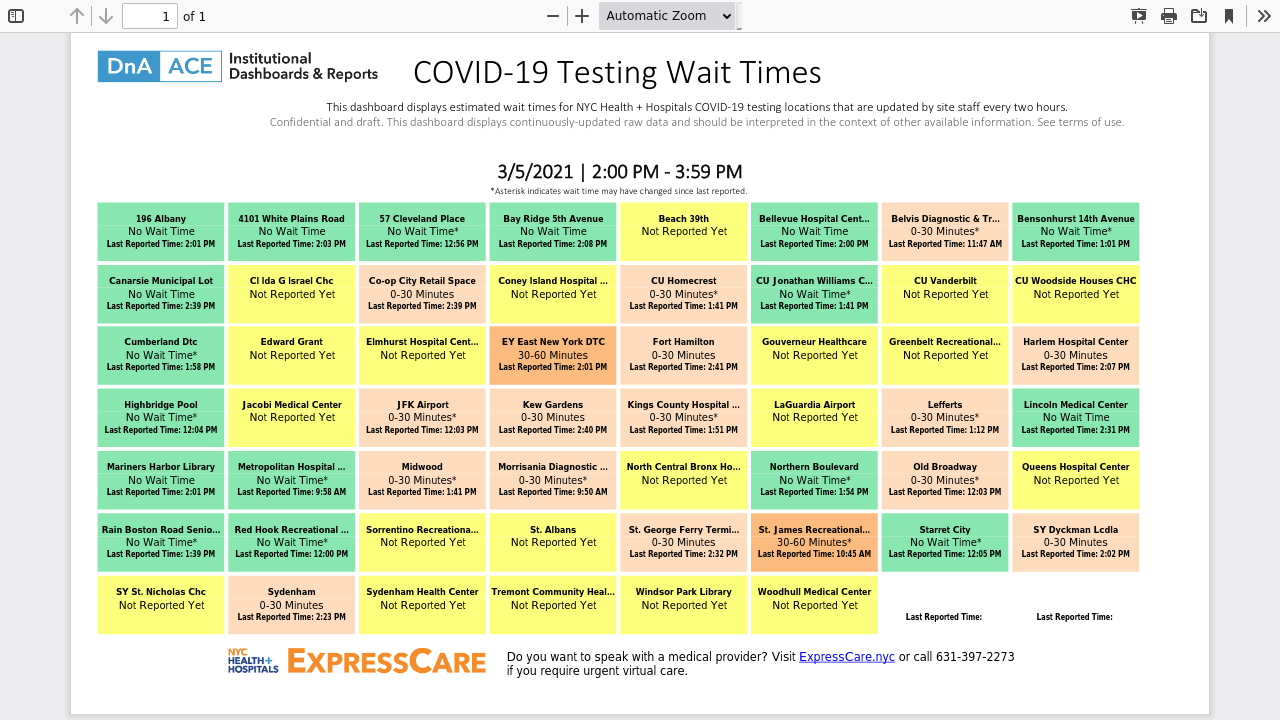 1 of 1 Automatic Zoom
DnA ACE Institutional Dashboards & Reports
COVID-19 Testing Wait Times
This dashboard displays estimated wait times for NYC Health + Hospitals COVID-19 testing locations that are updated by site staff every two hours.
Confidential and draft. This dashboard displays continuously-updated raw data and should be interpreted in the context of other available information. See terms of use.
3/5/2021 | 2:00 PM - 3:59 PM
*Asterisk indicates wait time may have changed since last reported.
196 Albany
No Wait Time
Last Reported Time: 2:01 PM
4101 White Plains Road
No Wait Time
Last Reported Time: 2:03 PM
57 Cleveland Place
No Wait Time*
Last Reported Time: 12:56 PM
Bay Ridge 5th Avenue
No Wait Time
Last Reported Time: 2:08 PM
Beach 39th
Not Reported Yet
Bellevue Hospital Cent...
No Wait Time
Last Reported Time: 2:00 PM
Belvis Diagnostic & Tr...
0-30 Minutes*
Last Reported Time: 11:47 AM
Bensonhurst 14th Avenue
No Wait Time*
Last Reported Time: 1:01 PM
Canarsie Municipal Lot
No Wait Time
Last Reported Time: 2:39 PM
Cl Ida G Israel Chc
Not Reported Yet
Co-op City Retail Space
0-30 Minutes
Last Reported Time: 2:39 PM
Coney Island Hospital ...
Not Reported Yet
CU Homecrest
0-30 Minutes*
Last Reported Time: 1:41 PM
CU Jonathan Williams C...
No Wait Time*
Last Reported Time: 1:41 PM
CU Vanderbilt
Not Reported Yet
CU Woodside Houses CHC
Not Reported Yet
Cumberland Dtc
No Wait Time*
Last Reported Time: 1:58 PM
Edward Grant
Not Reported Yet
Elmhurst Hospital Cent...
Not Reported Yet
EY East New York DTC
30-60 Minutes
Last Reported Time: 2:01 PM
Fort Hamilton
0-30 Minutes
Last Reported Time: 2:41 PM
Gouverneur Healthcare
Not Reported Yet
Greenbelt Recreational...
Not Reported Yet
Harlem Hospital Center
0-30 Minutes
Last Reported Time: 2:07 PM
Highbridge Pool
No Wait Time*
Last Reported Time: 12:04 PM
Jacobi Medical Center
Not Reported Yet
JFK Airport
0-30 Minutes*
Last Reported Time: 12:03 PM
Kew Gardens
0-30 Minutes
Last Reported Time: 2:40 PM
Kings County Hospital ...
0-30 Minutes*
Last Reported Time: 1:51 PM
LaGuardia Airport
Not Reported Yet
Lefferts
0-30 Minutes*
Last Reported Time: 1:12 PM
Lincoln Medical Center
No Wait Time
Last Reported Time: 2:31 PM
Mariners Harbor Library
No Wait Time
Last Reported Time: 2:01 PM
Metropolitan Hospital ...
No Wait Time*
Last Reported Time: 9:58 AM
Midwood
0-30 Minutes*
Last Reported Time: 1:41 PM
Morrisania Diagnostic ...
0-30 Minutes*
Last Reported Time: 9:50 AM
North Central Bronx Ho...
Not Reported Yet
Northern Boulevard
No Wait Time*
Last Reported Time: 1:54 PM
Old Broadway
0-30 Minutes*
Last Reported Time: 12:03 PM
Queens Hospital Center
Not Reported Yet
Rain Boston Road Senio...
No Wait Time*
Last Reported Time: 1:39 PM
Red Hook Recreational ...
No Wait Time*
Last Reported Time: 12:00 PM
Sorrentino Recreationa...
Not Reported Yet
St. Albans
Not Reported Yet
St. George Ferry Termi...
0-30 Minutes
Last Reported Time: 2:32 PM
St. James Recreational...
30-60 Minutes*
Last Reported Time: 10:45 AM
Starret City
No Wait Time*
Last Reported Time: 12:05 PM
SY Dyckman Lcdla
0-30 Minutes
Last Reported Time: 2:02 PM
SY St. Nicholas Chc
Not Reported Yet
Sydenham
0-30 Minutes
Last Reported Time: 2:23 PM
Sydenham Health Center
Not Reported Yet
Tremont Community Heal...
Not Reported Yet
Windsor Park Library
Not Reported Yet
Woodhull Medical Center
Not Reported Yet
Last Reported Time:
Last Reported Time:
NYC HEALTH+ HOSPITALS
EXPRESSCARE
Do you want to speak with a medical provider? Visit ExpressCare.nyc or call 631-397-2273
if you require urgent virtual care.